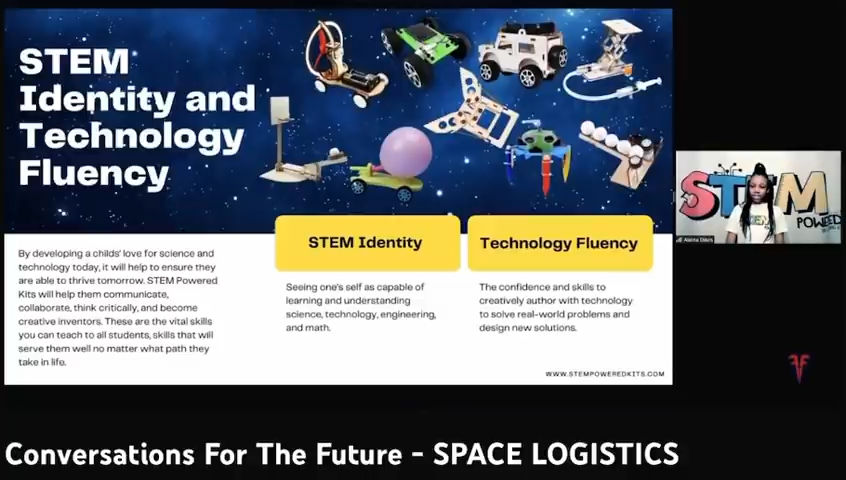 STEM
Identity and
Technology
Fluency
By developing a childs' love for science and
technology today, it will help to ensure they
are able to thrive tomorrow. STEM Powered
Kits will help them communicate,
collaborate, think critically, and become
creative inventors. These are the vital skills
you can teach to all students, skills that will
serve them well no matter what path they
take in life.
STEM Identity
Seeing one's self as capable of
learning and understanding
science, technology, engineering,
and math.
Technology Fluency
The confidence and skills to
creatively author with technology
to solve real-world problems and
design new solutions.
WWW.STEMPOWEREDKITS.COM
STEM
POWERED
STEM
Alaina Davis
Conversations For The Future - SPACE LOGISTICS